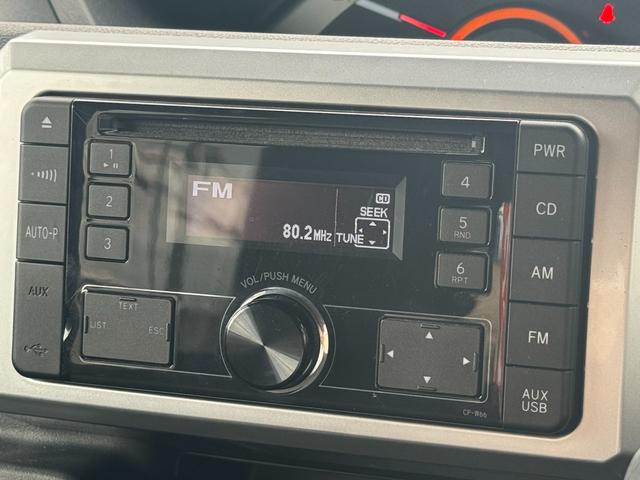 1
2
3
AUTO-P
AUX
TEXT
LIST
ESC
FM
CD
SEEK
80.2MHz TUNE
VOL/PUSH MENU
4
5
RND
6
RPT
CP-W66
PWR
CD
AM
FM
AUX
USB